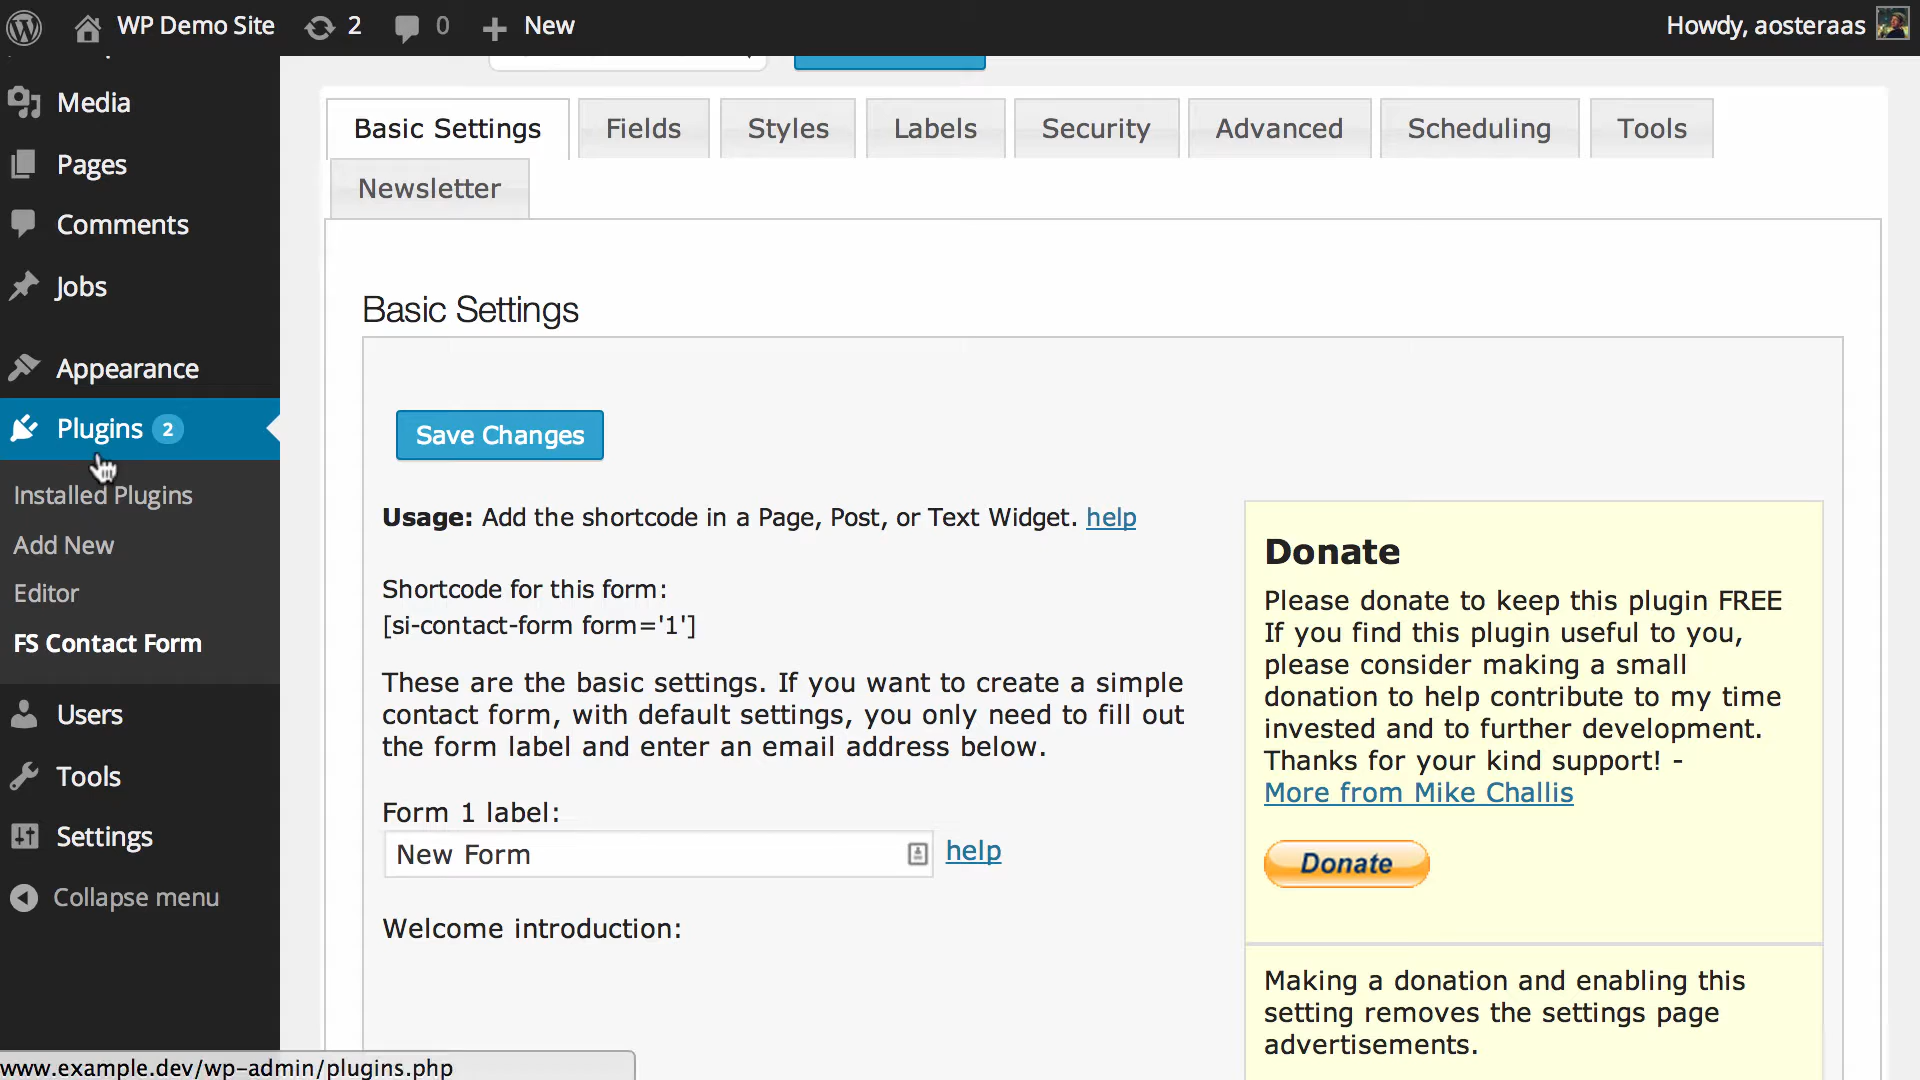 WP Demo Site 2 0 New Howdy, aosteraas
Media
Pages
Comments
Jobs
Appearance
Plugins 2
Installed Plugins
Add New
Editor
FS Contact Form
Users
Tools
Settings
Collapse menu
Basic Settings Fields Styles Labels Security Advanced Scheduling Tools
Newsletter
Basic Settings
Save Changes
Usage: Add the shortcode in a Page, Post, or Text Widget. help
Shortcode for this form:
[si-contact-form form='1']
These are the basic settings. If you want to create a simple
contact form, with default settings, you only need to fill out
the form label and enter an email address below.
Form 1 label:
New Form help
Welcome introduction:
Donate
Please donate to keep this plugin FREE
If you find this plugin useful to you,
please consider making a small
donation to help contribute to my time
invested and to further development.
Thanks for your kind support! -
More from Mike Challis
Donate
Making a donation and enabling this
setting removes the settings page
advertisements.
www.example.dev/wp-admin/plugins.php